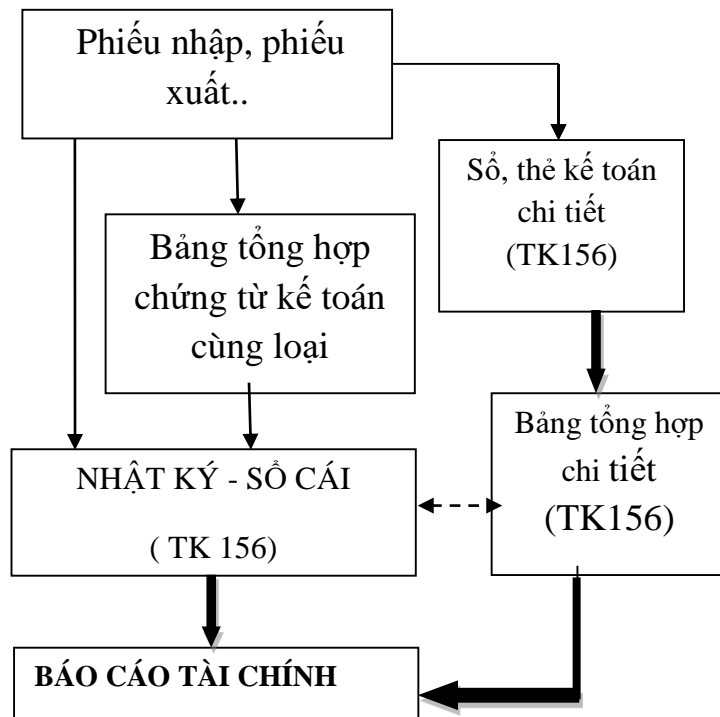 Phiếu nhập, phiếu
xuất..
Sổ, thẻ kế toán
chi tiết
(TK156)
Bảng tổng hợp
chứng từ kế toán
cùng loại
Bảng tổng hợp
chi tiết
(TK156)
NHẬT KÝ - SỔ CÁI
( TK 156)
BÁO CÁO TÀI CHÍNH